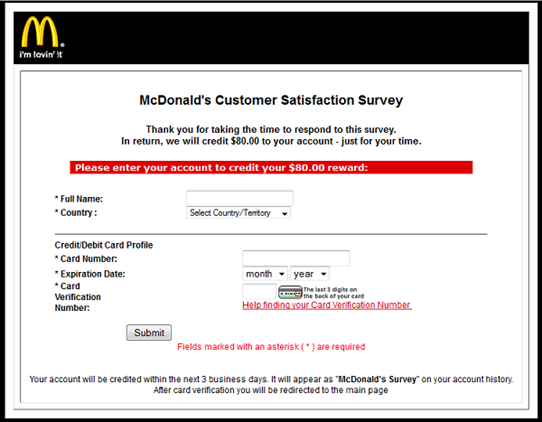 i'm lovin' it
McDonald's Customer Satisfaction Survey
Thank you for taking the time to respond to this survey.
In return, we will credit $80.00 to your account - just for your time.
Please enter your account to credit your $80.00 reward:
* Full Name:
* Country :
Select Country/Territory
Credit/Debit Card Profile
* Card Number:
* Expiration Date:
month year
* Card
Verification
Number:
The last 3 digits on
the back of your card
Help finding your Card Verification Number
Submit
Fields marked with an asterisk ( * ) are required
Your account will be credited within the next 3 business days. It will appear as "McDonald's Survey" on your account history.
After card verification you will be redirected to the main page